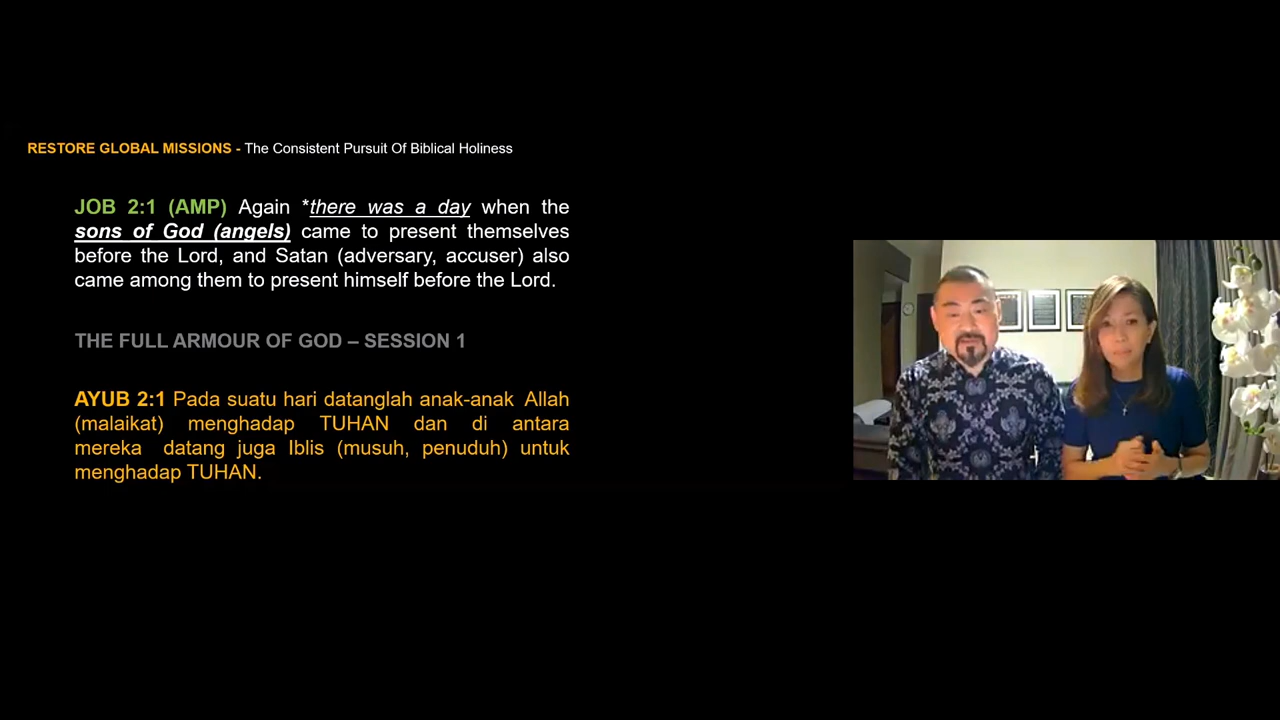 RESTORE GLOBAL MISSIONS - The Consistent Pursuit Of Biblical Holiness
JOB 2:1 (AMP) Again *there was a day when the
sons of God (angels) came to present themselves
before the Lord, and Satan (adversary, accuser) also
came among them to present himself before the Lord.
THE FULL ARMOUR OF GOD – SESSION 1
AYUB 2:1 Pada suatu hari datanglah anak-anak Allah
(malaikat) menghadap TUHAN dan di antara
mereka datang juga Iblis (musuh, penuduh) untuk
menghadap TUHAN.